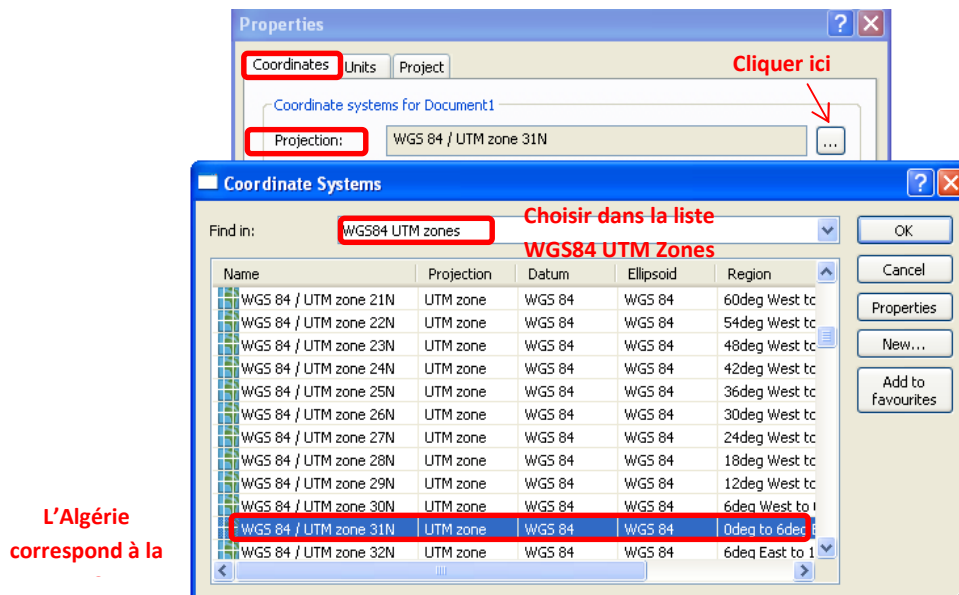 Properties
Coordinates Units Project
Cliquer ici
Coordinate systems for Document1
Projection: WGS 84 / UTM zone 31N ...
Coordinate Systems
Find in: WGS84 UTM zones
Choisir dans la liste
WGS84 UTM Zones
OK
Cancel
Properties
New...
Add to
favourites
Name Projection Datum Ellipsoid Region
WGS 84 / UTM zone 21N UTM zone WGS 84 WGS 84 60deg West to
WGS 84 / UTM zone 22N UTM zone WGS 84 WGS 84 54deg West to
WGS 84 / UTM zone 23N UTM zone WGS 84 WGS 84 48deg West to
WGS 84 / UTM zone 24N UTM zone WGS 84 WGS 84 42deg West to
WGS 84 / UTM zone 25N UTM zone WGS 84 WGS 84 36deg West to
WGS 84 / UTM zone 26N UTM zone WGS 84 WGS 84 30deg West to
WGS 84 / UTM zone 27N UTM zone WGS 84 WGS 84 24deg West to
WGS 84 / UTM zone 28N UTM zone WGS 84 WGS 84 18deg West to
WGS 84 / UTM zone 29N UTM zone WGS 84 WGS 84 12deg West to
WGS 84 / UTM zone 30N UTM zone WGS 84 WGS 84 6deg West to
WGS 84 / UTM zone 31N UTM zone WGS 84 WGS 84 0deg to 6deg
WGS 84 / UTM zone 32N UTM zone WGS 84 WGS 84 6deg East to 1
L'Algérie
correspond à la